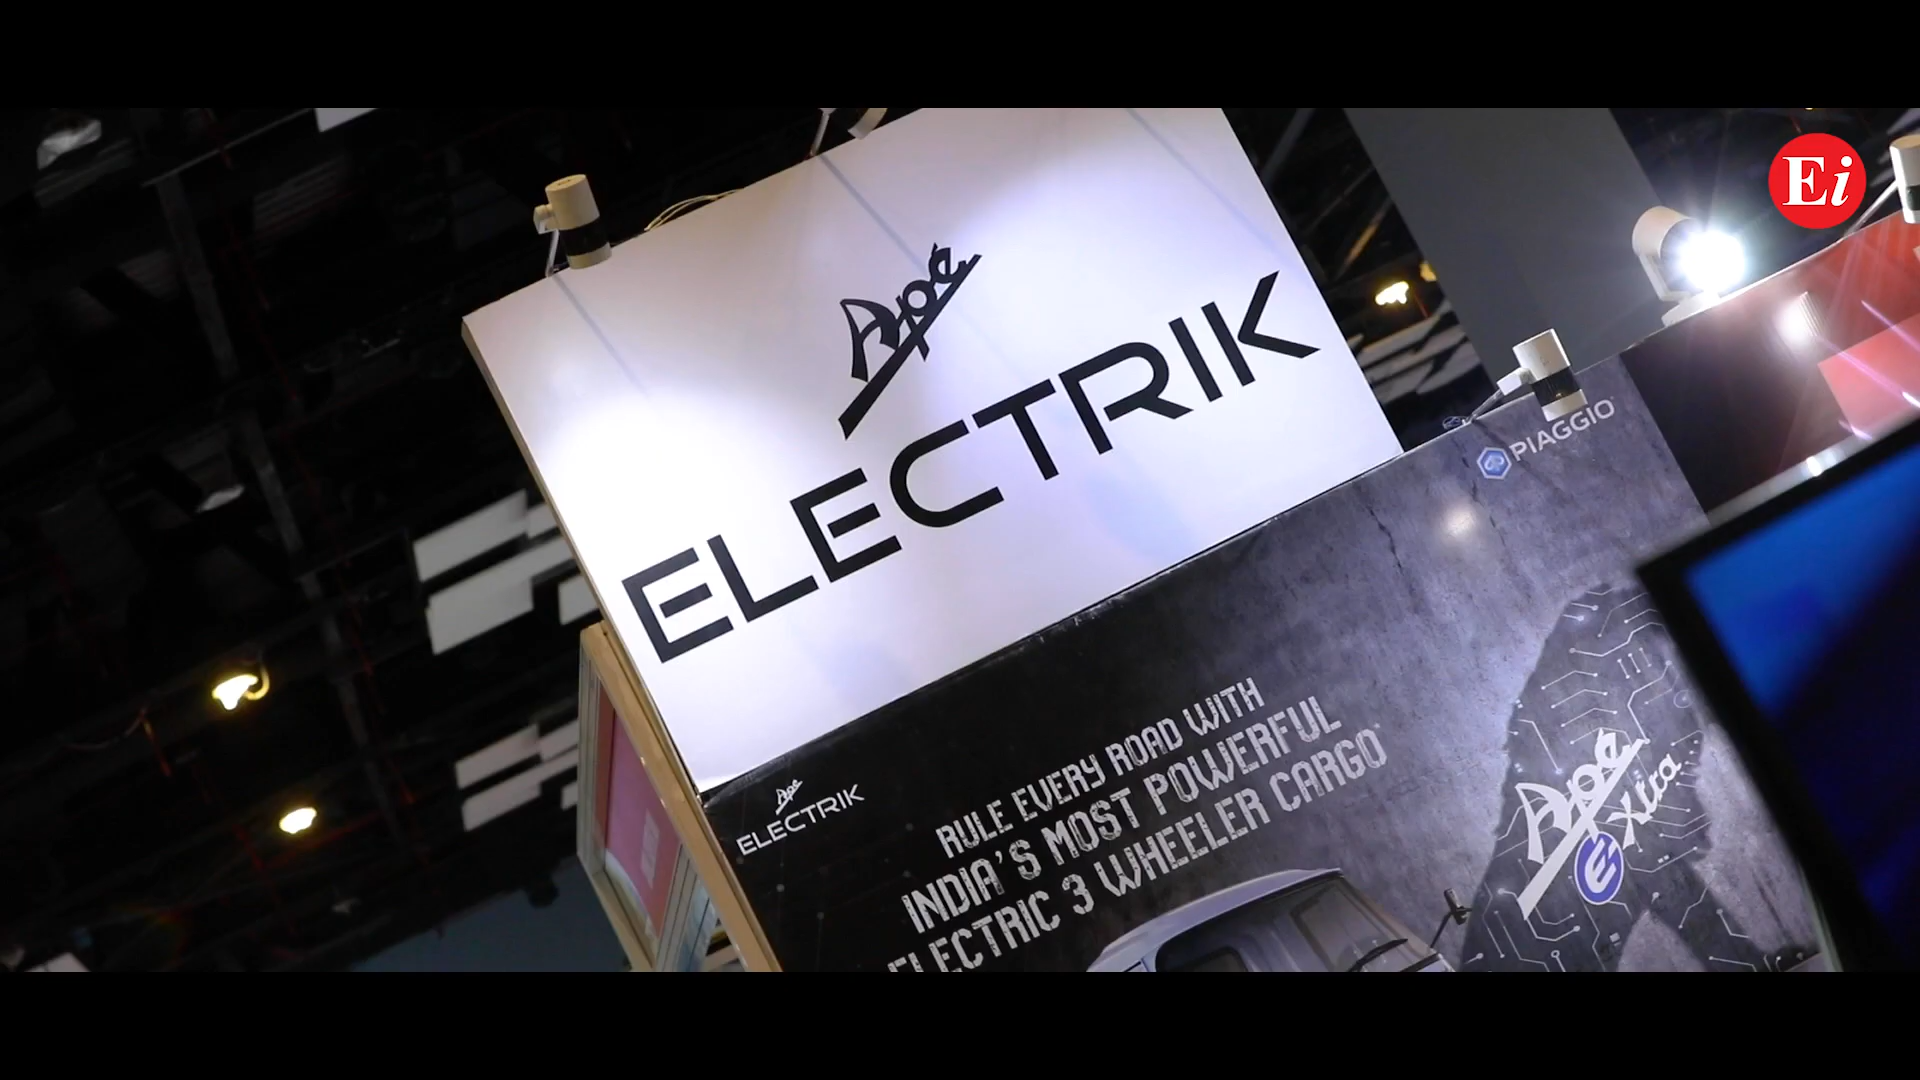 Ei
Ape
ELECTRIK
PIAGGIO
Ape
ELECTRIK
RULE EVERY ROAD WITH
INDIA'S MOST POWERFUL
ELECTRIC 3 WHEELER CARGO
Ape
E Xtra